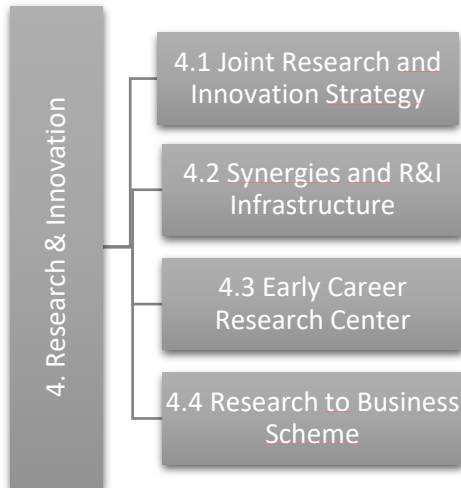 4. Research & Innovation
4.1 Joint Research and
Innovation Strategy
4.2 Synergies and R&I
Infrastructure
4.3 Early Career
Research Center
4.4 Research to Business
Scheme